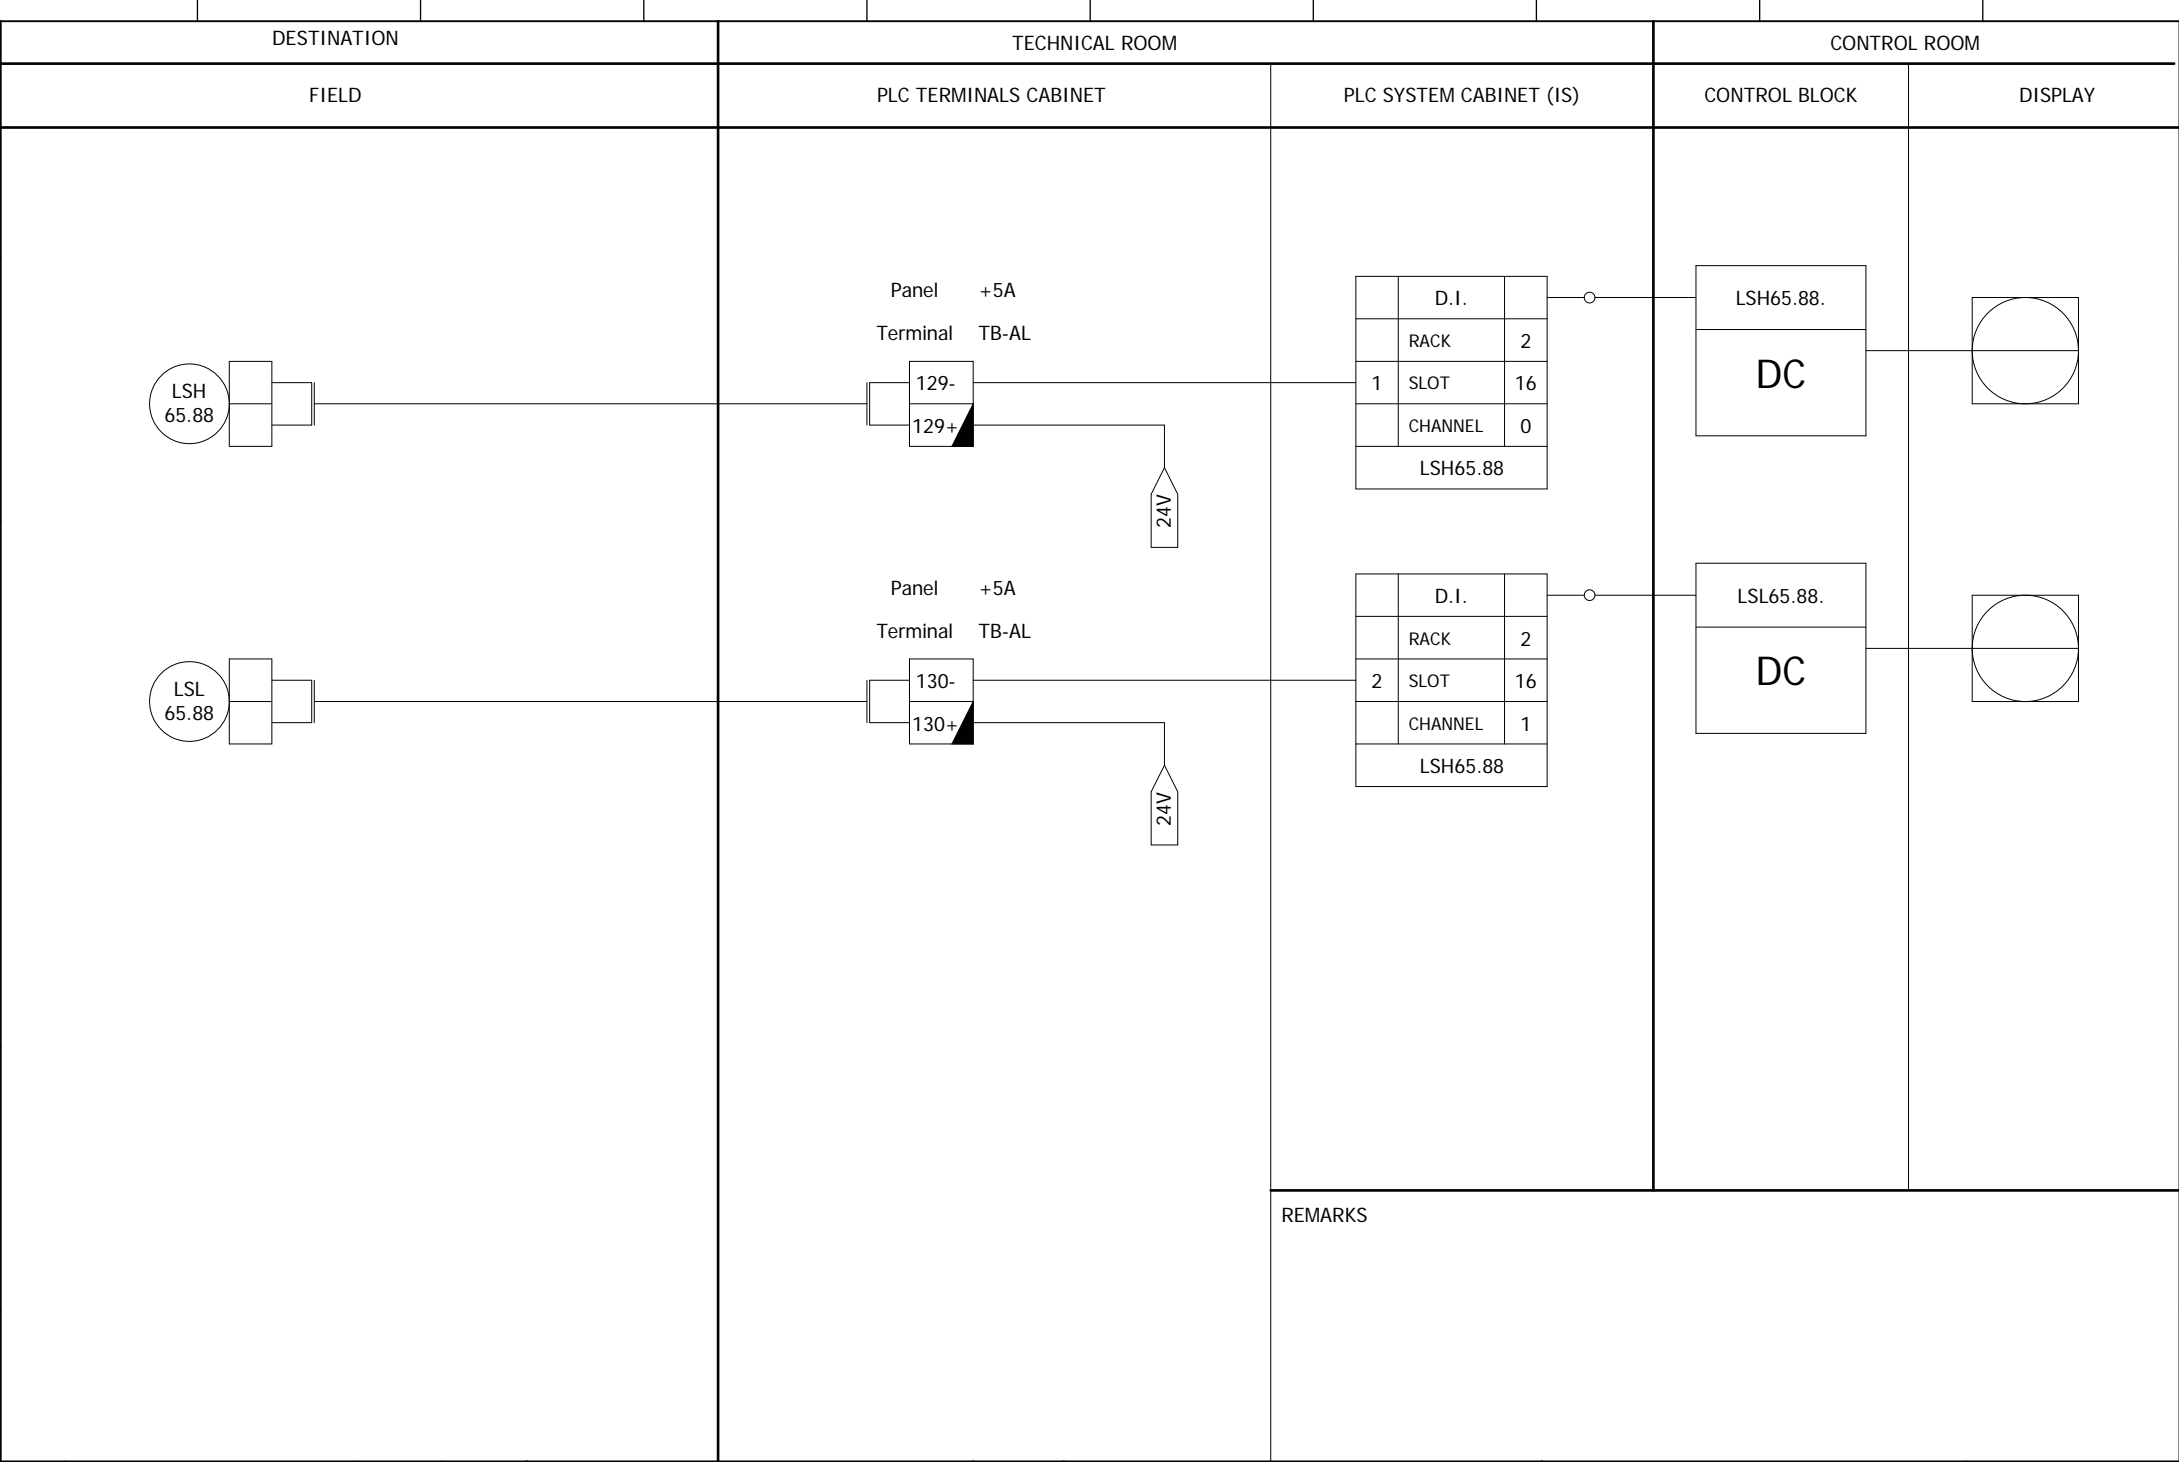 DESTINATION
TECHNICAL ROOM
CONTROL ROOM
FIELD
PLC TERMINALS CABINET
PLC SYSTEM CABINET (IS)
CONTROL BLOCK
DISPLAY
LSH
65.88
Panel +5A
Terminal TB-AL
129-
129+
24V
D.I.
RACK 2
1 SLOT 16
CHANNEL 0
LSH65.88
LSH65.88.
DC
LSL
65.88
Panel +5A
Terminal TB-AL
130-
130+
24V
D.I.
RACK 2
2 SLOT 16
CHANNEL 1
LSH65.88
LSL65.88.
DC
REMARKS